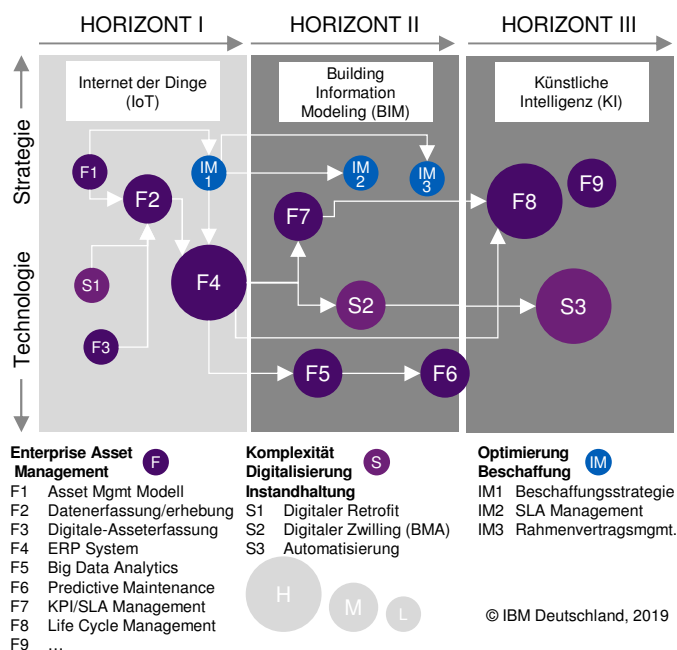 HORIZONT I HORIZONT II HORIZONT III
Strategie
Technologie
Internet der Dinge
(IoT)
Building
Information
Modeling (BIM)
Künstliche
Intelligenz (KI)
F1
IM
1
IM
2
IM
3
F2
F7
F8
F9
S1
F4
S2
S3
F3
F5
F6
Enterprise Asset
Management
F
F1 Asset Mgmt Modell
F2 Datenerfassung/erhebung
F3 Digitale-Asseterfassung
F4 ERP System
F5 Big Data Analytics
F6 Predictive Maintenance
F7 KPI/SLA Management
F8 Life Cycle Management
F9 ...
Komplexität
Digitalisierung
S
Instandhaltung
S1 Digitaler Retrofit
S2 Digitaler Zwilling (BMA)
S3 Automatisierung
H
M
L
Optimierung
Beschaffung
IM
IM1 Beschaffungsstrategie
IM2 SLA Management
IM3 Rahmenvertragsmgmt.
© IBM Deutschland, 2019